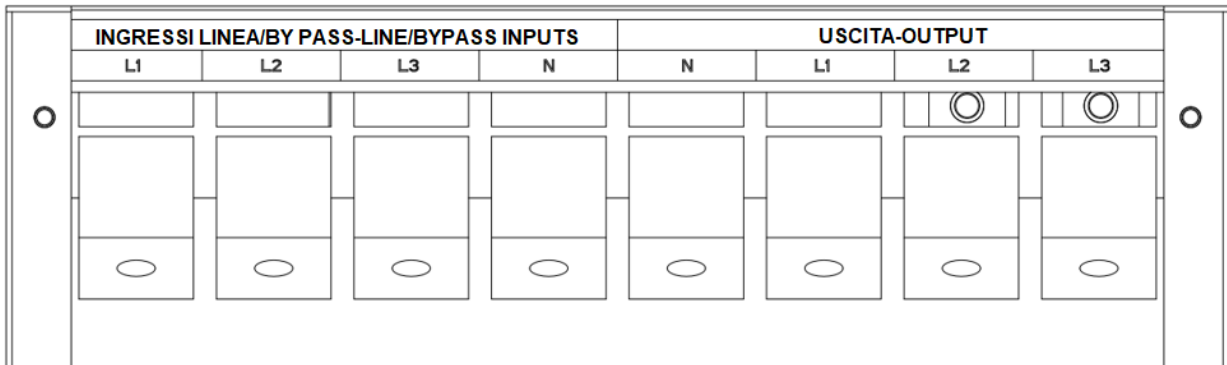 INGRESSI LINEA/BY PASS-LINE/BYPASS INPUTS USCITA-OUTPUT
L1 L2 L3 N N L1 L2 L3